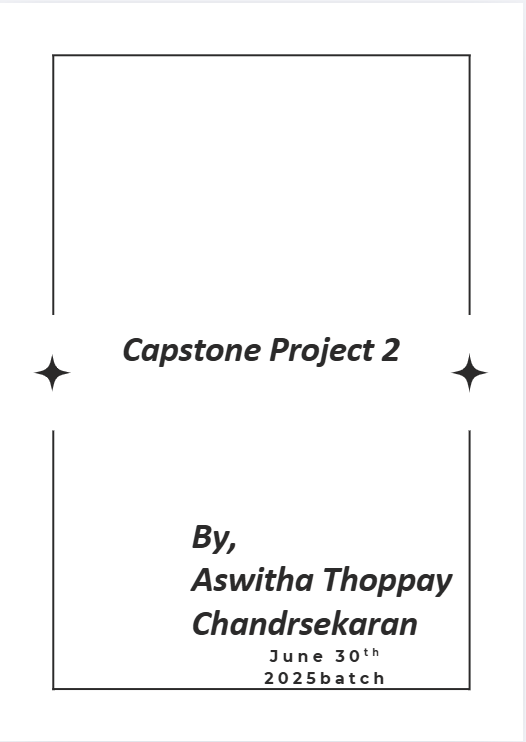 Capstone Project 2
By,
Aswitha Thoppay
Chandrsekaran
June 30th
2025batch